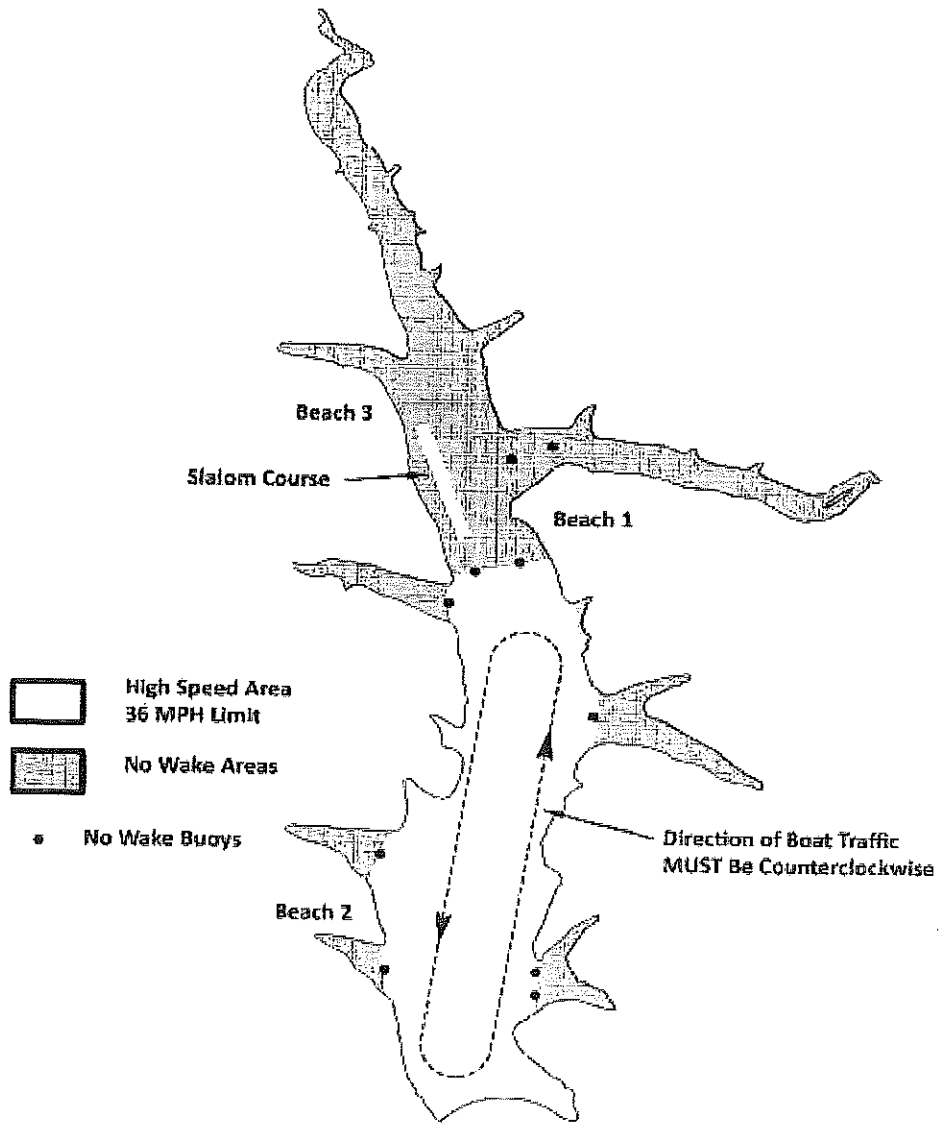 Beach 3
Slalom Course
Beach 1
High Speed Area
36 MPH Limit
No Wake Areas
No Wake Buoys
Direction of Boat Traffic
MUST Be Counterclockwise
Beach 2